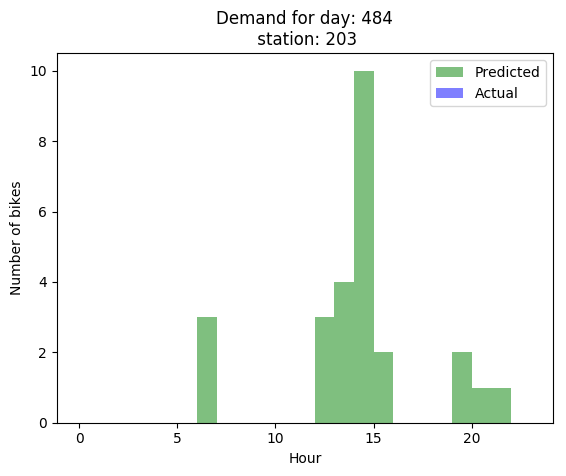 Demand for day: 484
station: 203
Predicted
Actual
Number of bikes
10
8
6
4
2
0
0 5 10 15 20
Hour